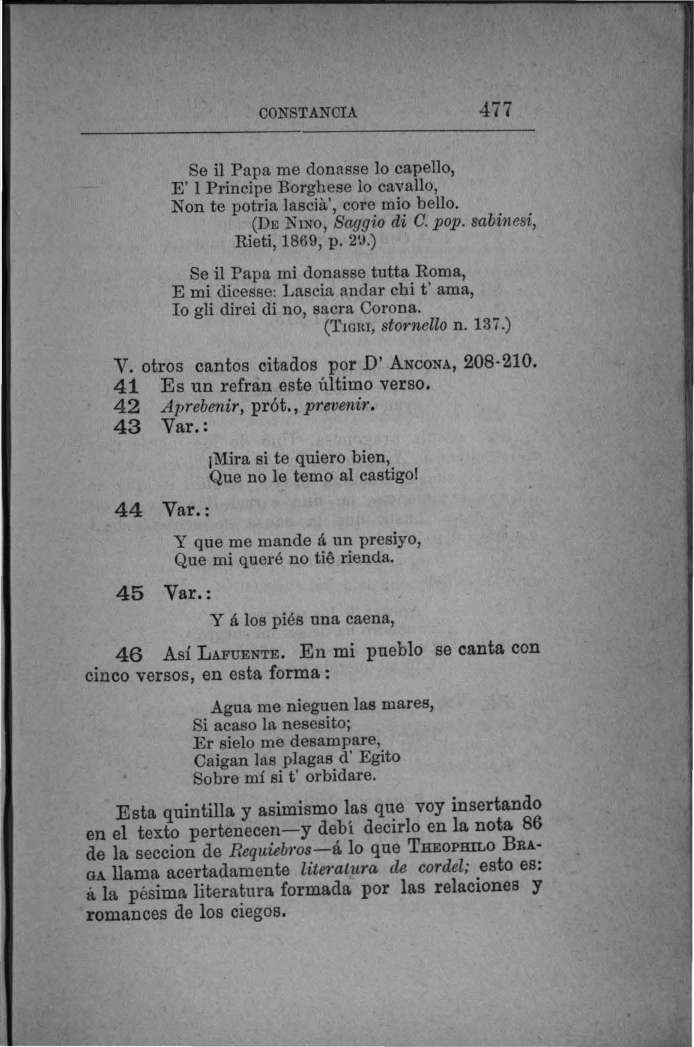 CONSTANCIA 477
Se il Papa me donasse lo capello,
E' l Principe Borghese lo cavallo,
Non te potria lascià', core mio bello.
(DE NINO, Saggio di C. pop. sabinesi,
Rieti, 1869, p. 29.)
Se il Papa mi donasse tutta Roma,
E mi dicesse: Lascia andar chi t' ama,
Io gli direi di no, sacra Corona.
(TIGRI, stornello n. 137.)
V. otros cantos citados por D' ANCONA, 208-210.
41 Es un refran este último verso.
42 Aprebenir, prót., prevenir.
43 Var.:
¡Mira si te quiero bien,
Que no le temo al castigo!
44 Var.:
Y que me mande á un presiyo,
Que mi queré no tiê rienda.
45 Var.:
Y á los piés una caena,
46 Así LAFUENTE. En mi pueblo se canta con
cinco versos, en esta forma:
Agua me nieguen las mares,
Si acaso la nesesito;
Er sielo me desampare,
Caigan las plagas d' Egito
Sobre mí si t' orbidare.
Esta quintilla y asimismo las que voy insertando
en el texto pertenecen—y debí decirlo en la nota 86
de la seccion de Requiebros—á lo que THEOPHILO BRA-
GA llama acertadamente literatura de cordel; esto es:
á la pésima literatura formada por las relaciones y
romances de los ciegos.